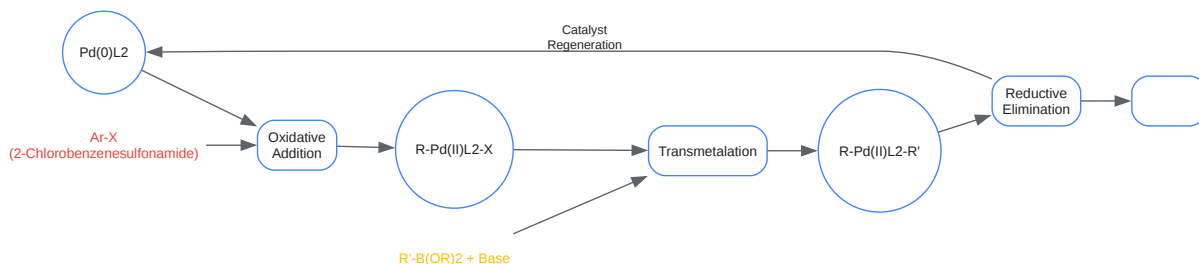 Catalyst
Regeneration
Pd(0)L2
Ar-X
(2-Chlorobenzenesulfonamide)
Oxidative
Addition
R-Pd(II)L2-X
Transmetalation
R-Pd(II)L2-R'
Reductive
Elimination
R'-B(OR)2 + Base